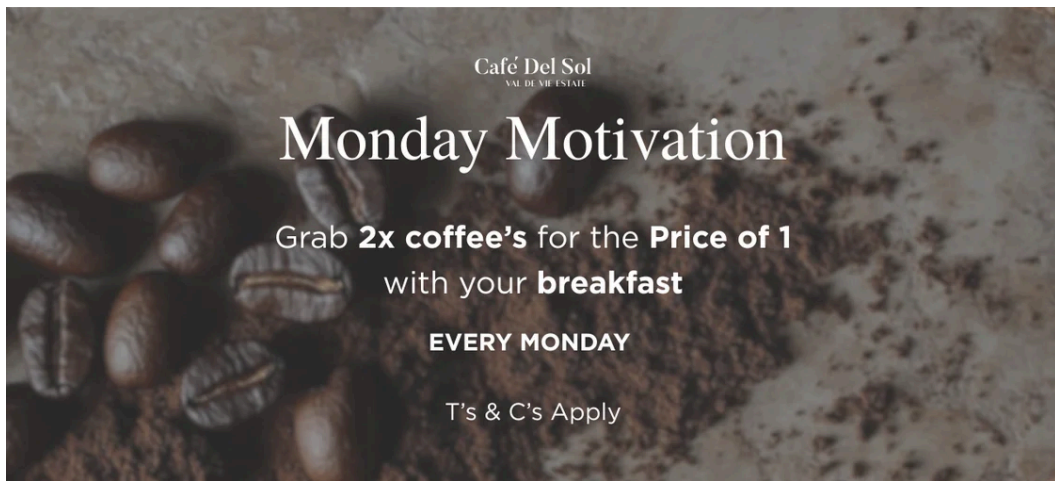 Café Del Sol
VAL DE VIE ESTATE
Monday Motivation
Grab 2x coffee’s for the Price of 1
with your breakfast
EVERY MONDAY
T’s & C’s Apply